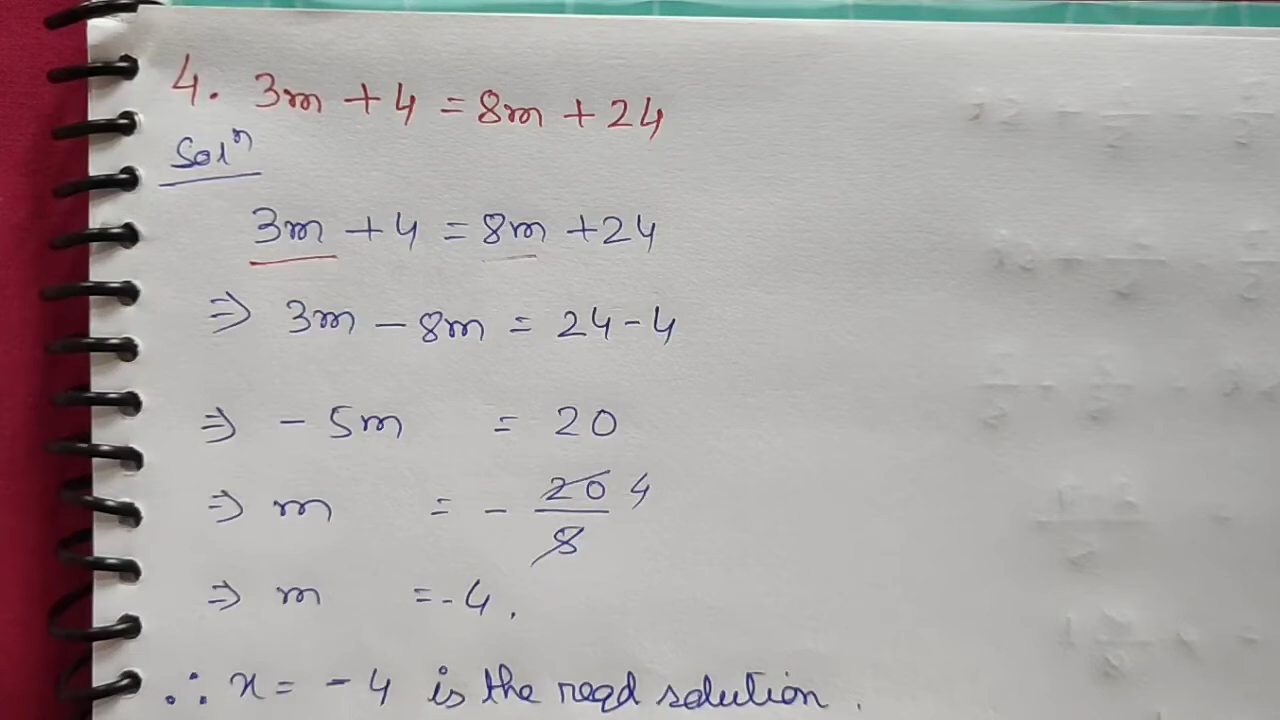 4. 3m + 4 = 8m + 24
Solⁿ
3m + 4 = 8m + 24
⇒ 3m - 8m = 24 - 4
⇒ - 5m = 20
⇒ m = - 20/5 4
⇒ m = -4.
∴ x = - 4 is the reqd solution.